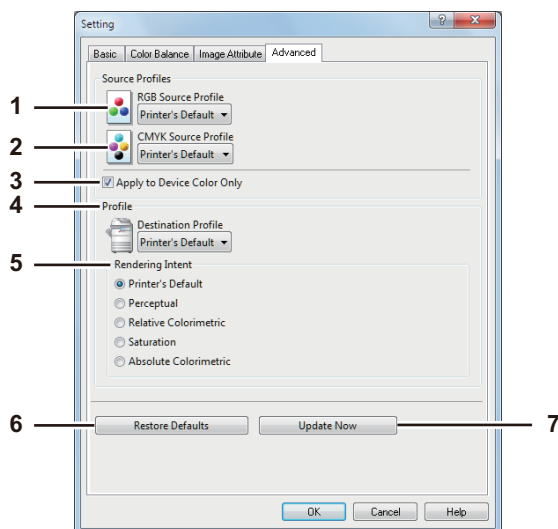 Setting
Basic Color Balance Image Attribute Advanced
Source Profiles
1 RGB Source Profile
Printer's Default
2 CMYK Source Profile
Printer's Default
3 Apply to Device Color Only
4 Profile
Destination Profile
Printer's Default
5 Rendering Intent
Printer's Default
Perceptual
Relative Colorimetric
Saturation
Absolute Colorimetric
6 Restore Defaults Update Now 7
OK Cancel Help